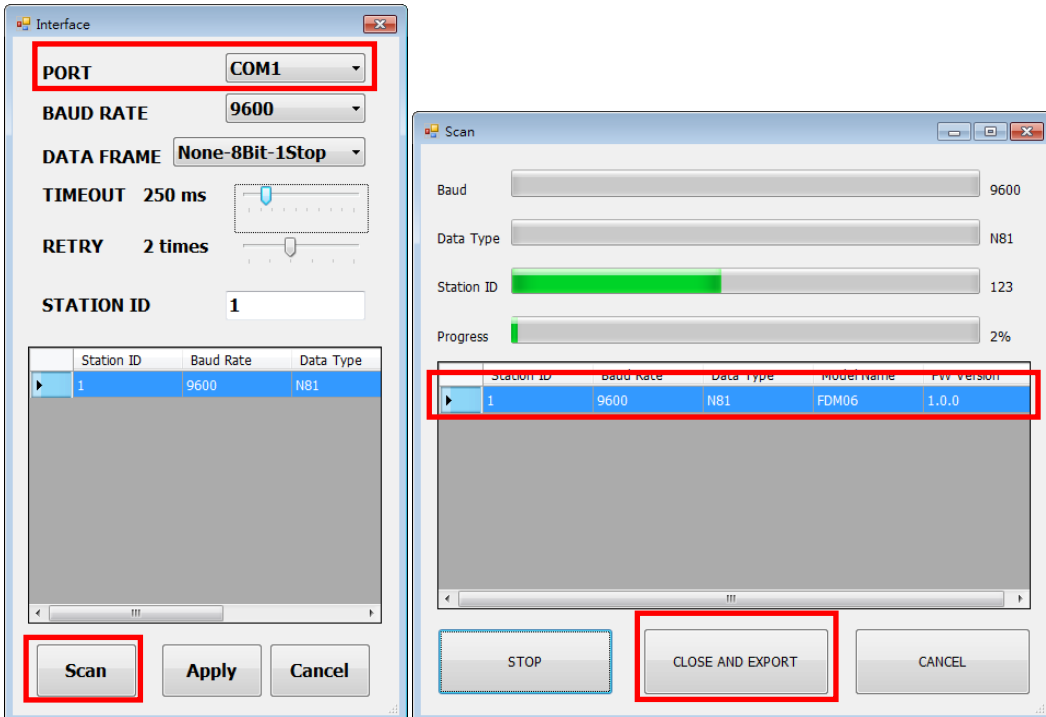 Interface
PORT COM1
BAUD RATE 9600
DATA FRAME None-8Bit-1Stop
TIMEOUT 250 ms
RETRY 2 times
STATION ID 1
Station ID Baud Rate Data Type
1 9600 N81
Scan Apply Cancel
Scan
Baud 9600
Data Type N81
Station ID 123
Progress 2%
Station ID Baud Rate Data Type Model Name FW Version
1 9600 N81 FDM06 1.0.0
STOP CLOSE AND EXPORT CANCEL